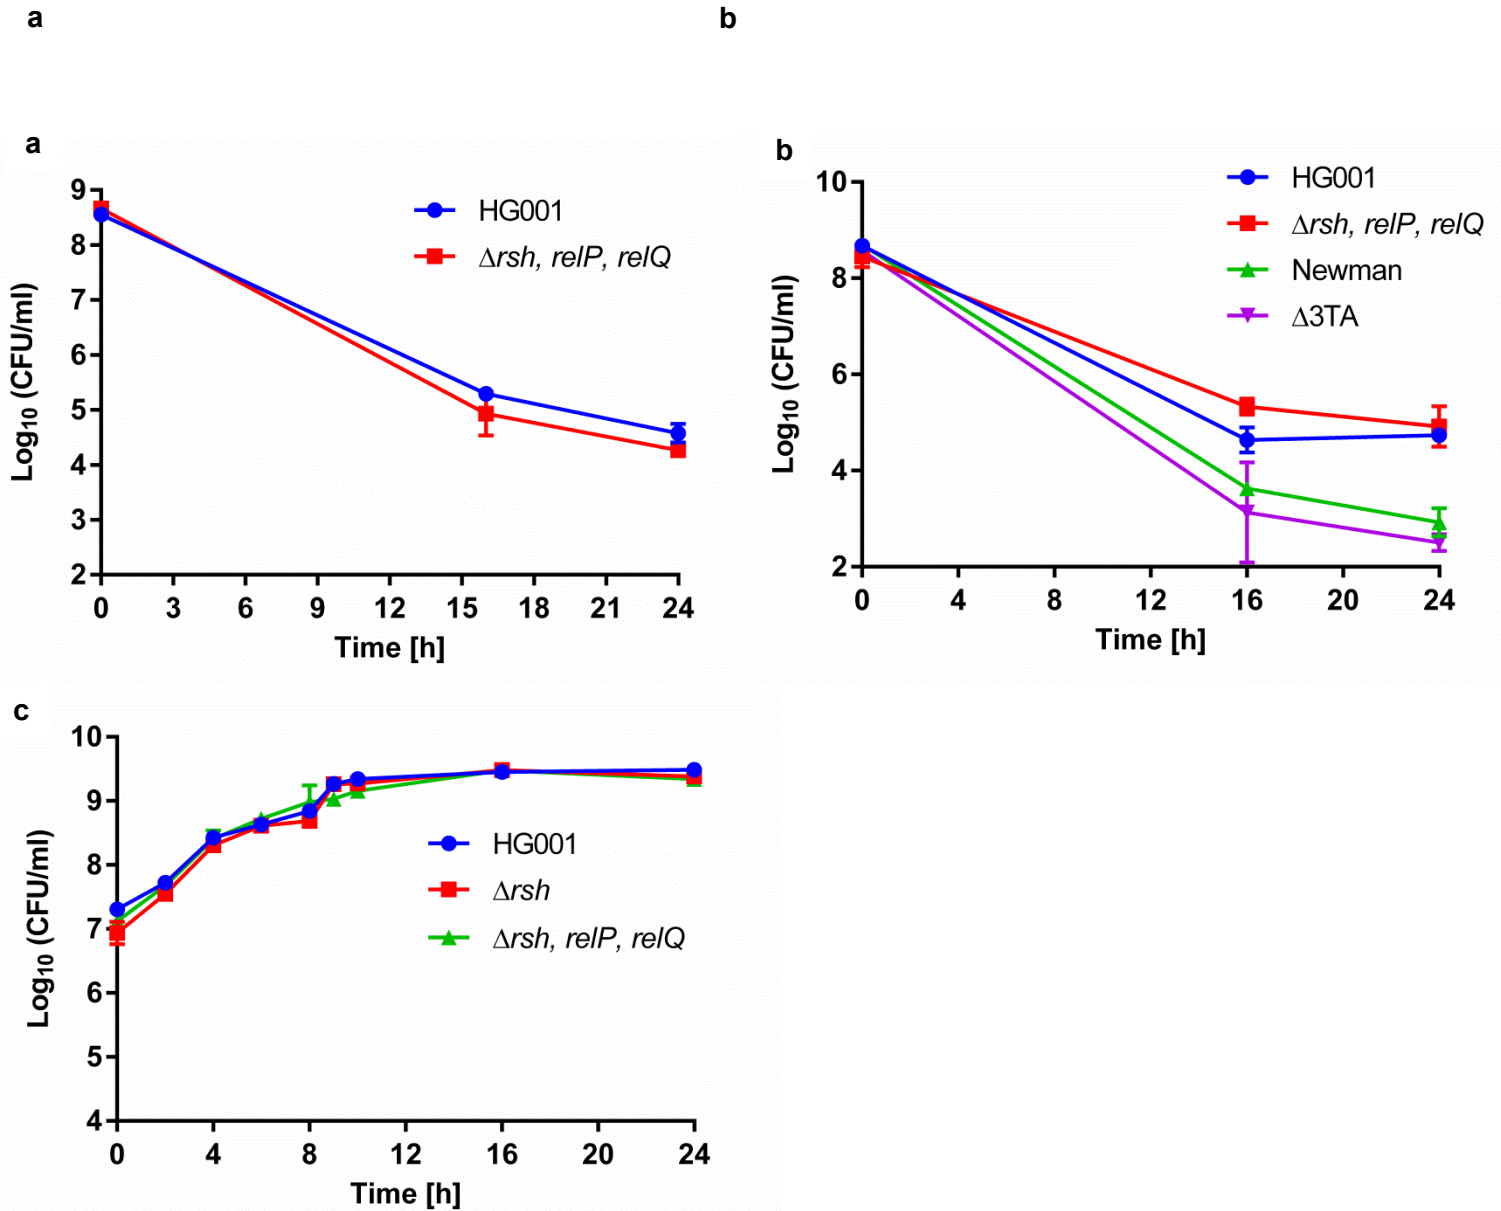 a
b
a
9
8
7
6
5
4
3
2
0 3 6 9 12 15 18 21 24
Log10 (CFU/ml)
Time [h]
HG001
Δrsh, relP, relQ
b
10
8
6
4
2
0 4 8 12 16 20 24
Log10 (CFU/ml)
Time [h]
HG001
Δrsh, relP, relQ
Newman
Δ3TA
c
10
9
8
7
6
5
4
0 4 8 12 16 20 24
Log10 (CFU/ml)
Time [h]
HG001
Δrsh
Δrsh, relP, relQ